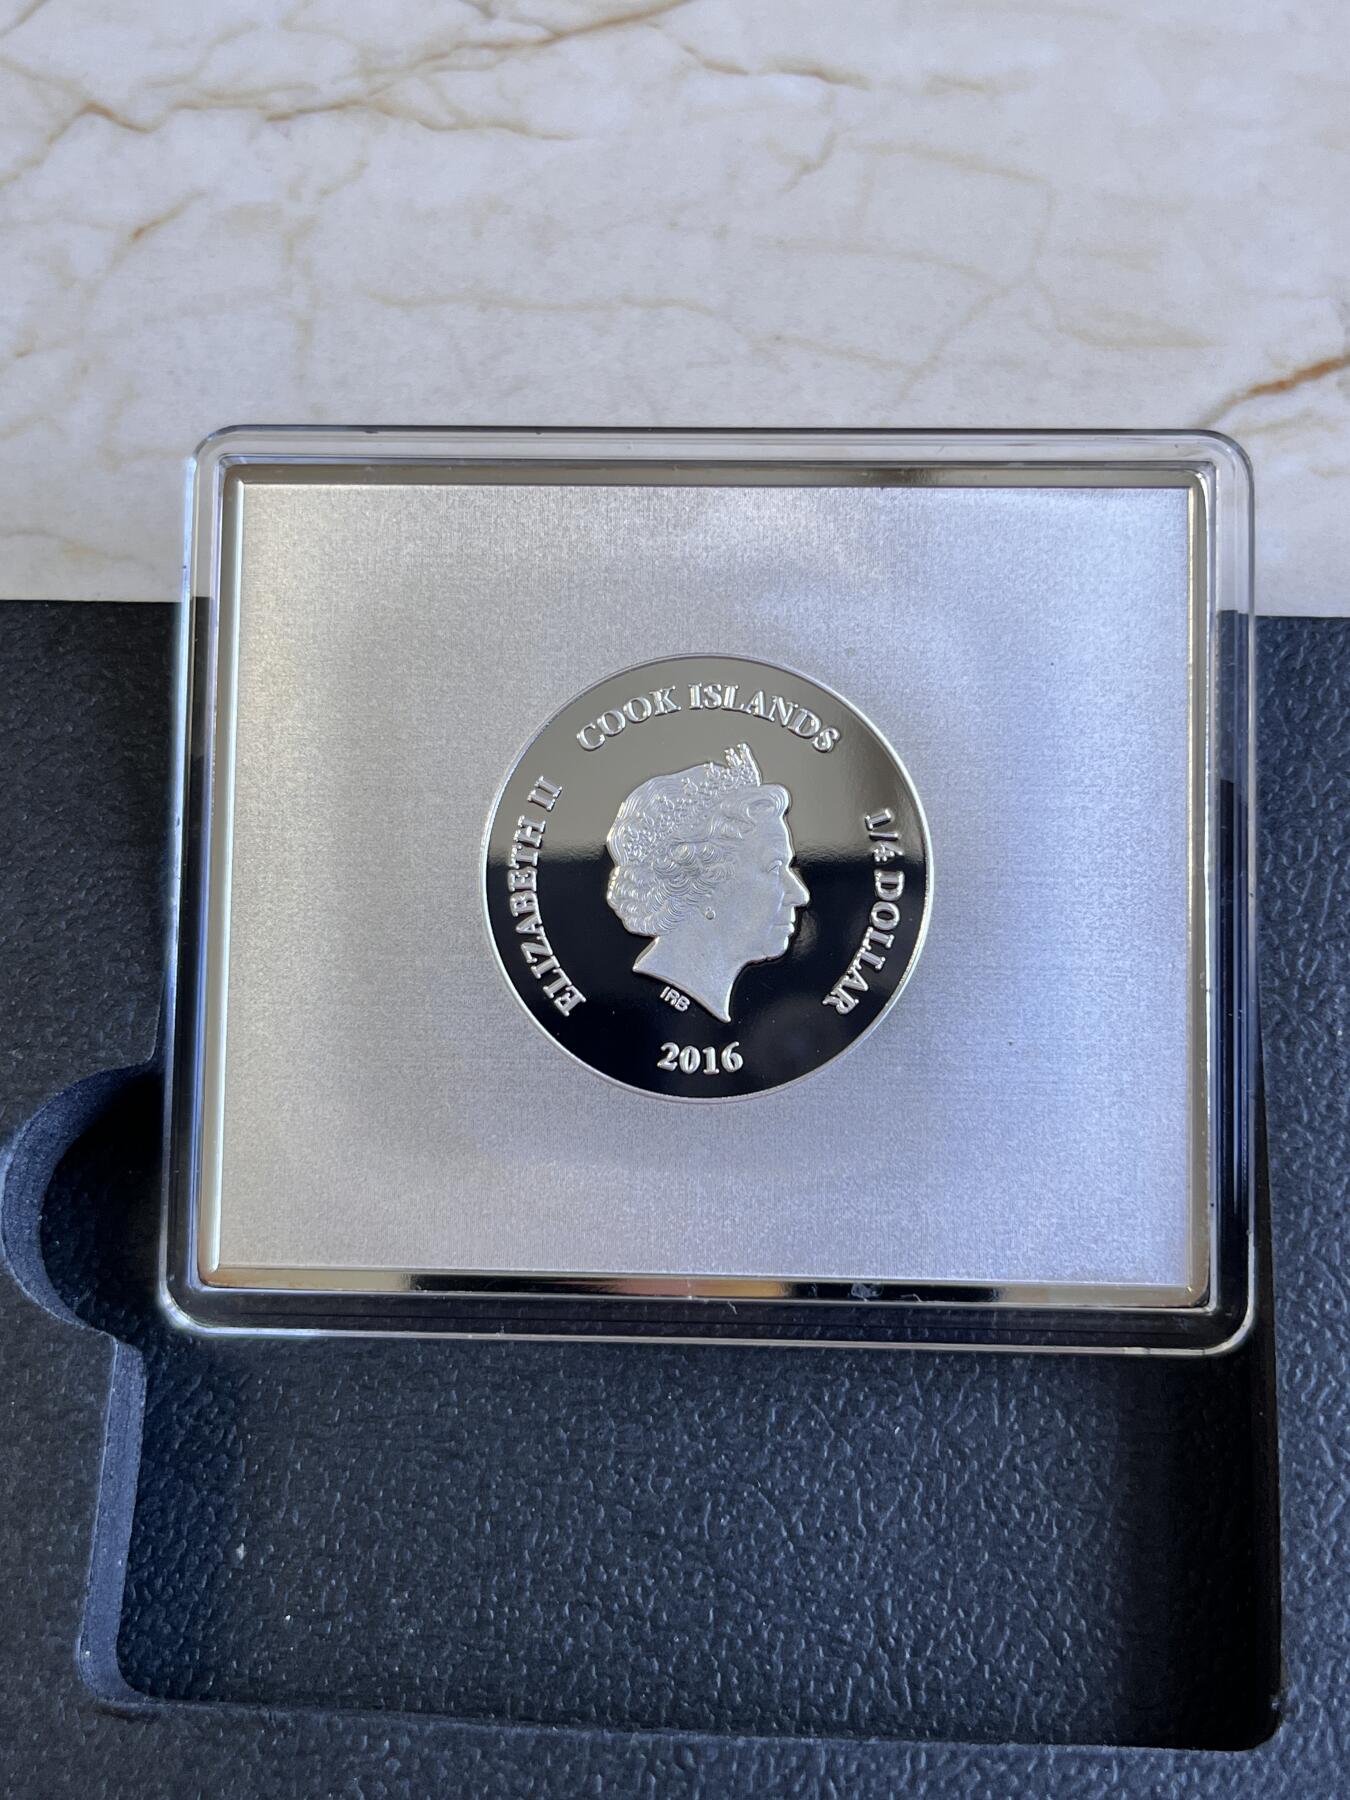 COOK ISLANDS
ELIZABETH II
1/4 DOLLAR
IRB
2016